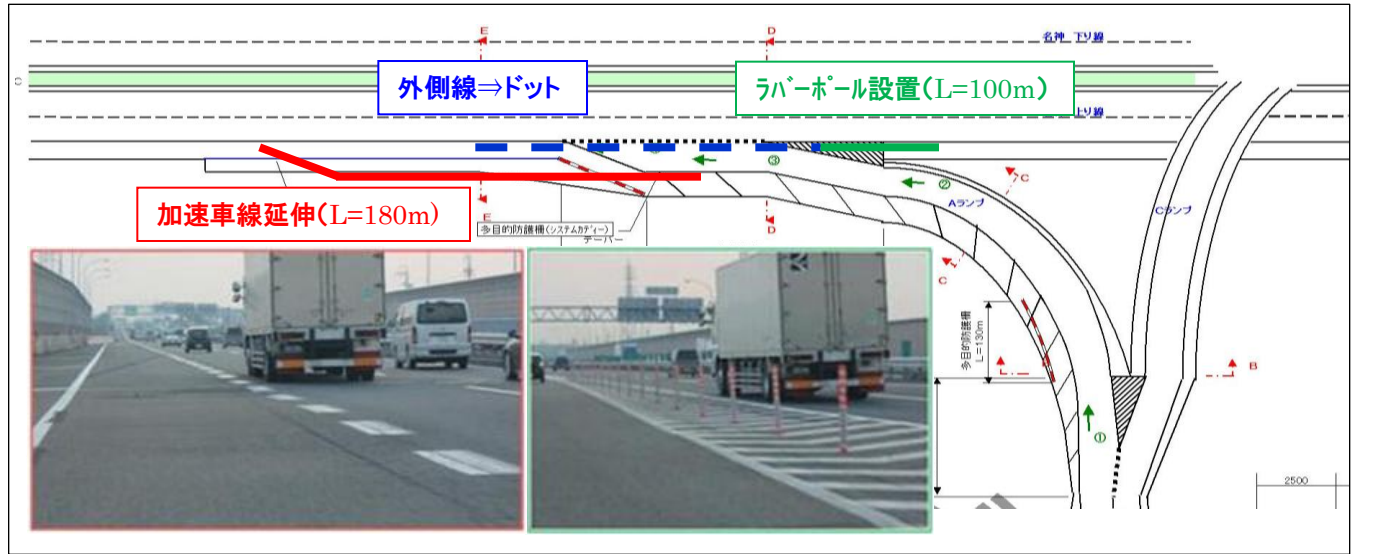 E
D
名神 下り線
外側線⇒ドット
ラバーポール設置(L=100m)
上り線
③
②
C
Aランプ
Cランプ
加速車線延伸(L=180m)
E
多目的防護柵(システムガディー)
テーパー
D
C
多目的防護柵
L=130m
B
①
2500